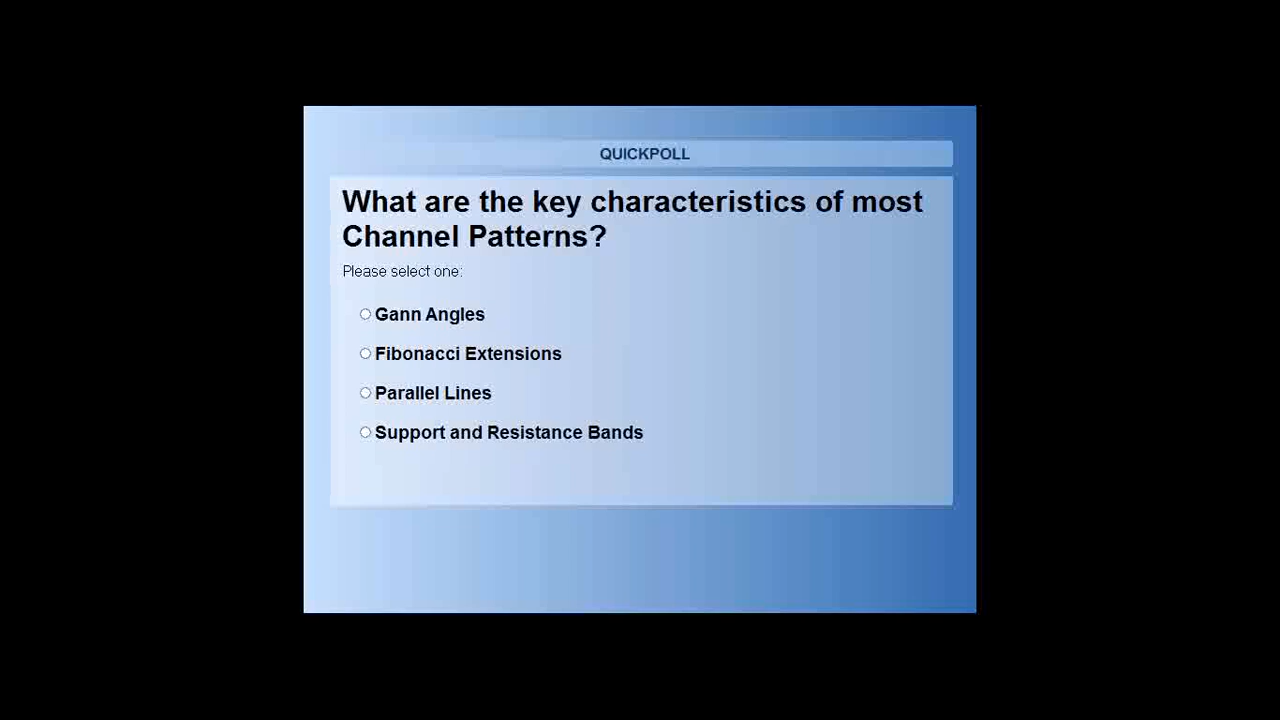 QUICKPOLL
What are the key characteristics of most
Channel Patterns?
Please select one:
Gann Angles
Fibonacci Extensions
Parallel Lines
Support and Resistance Bands